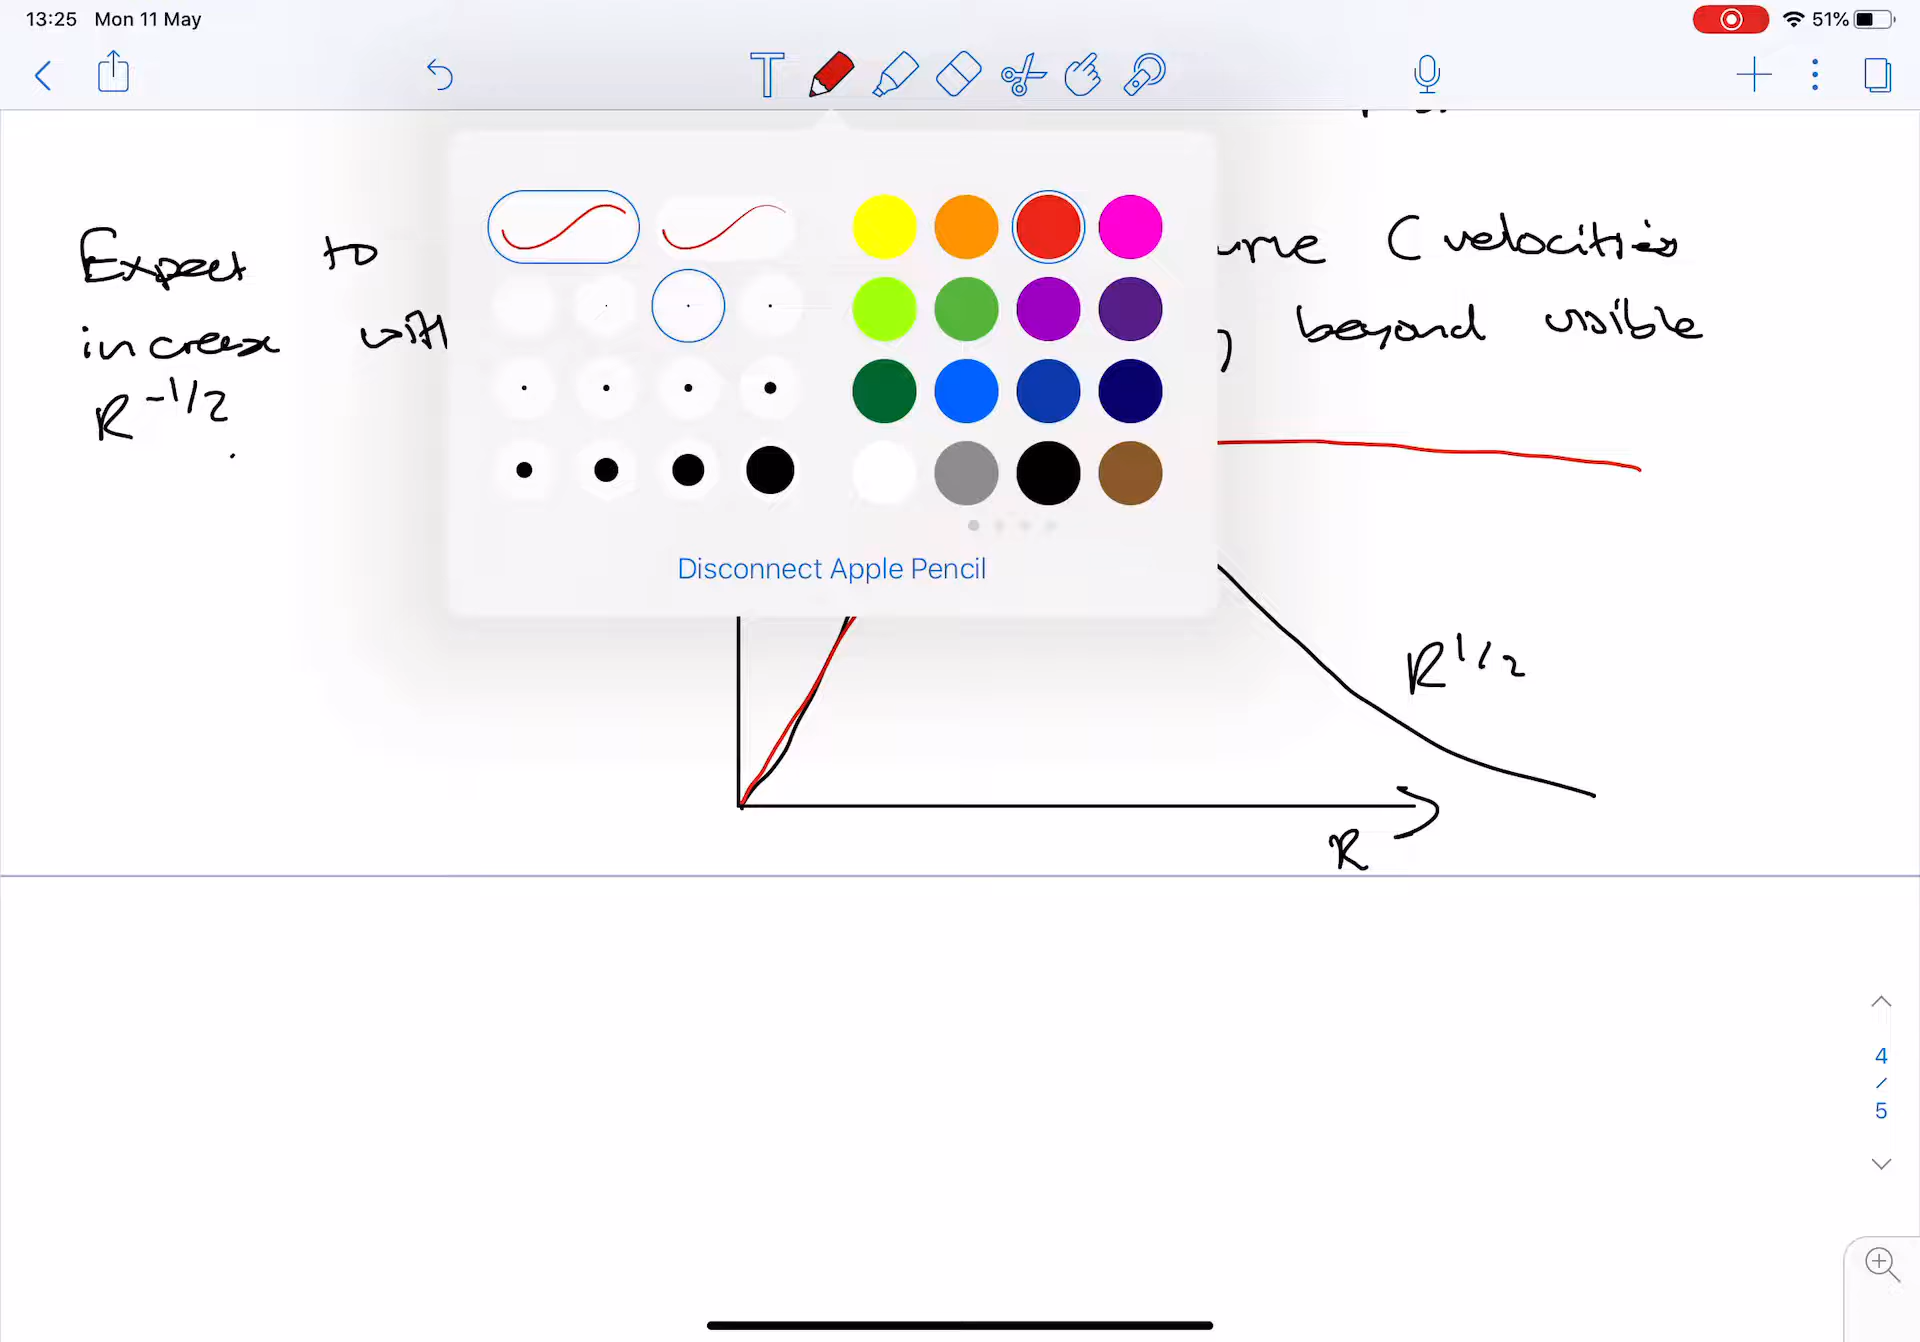 13:25 Mon 11 May
51%
Expect to
C velocities
increase with
beyond visible
R^-1/2
Disconnect Apple Pencil
R^1/2
R
4
/
5